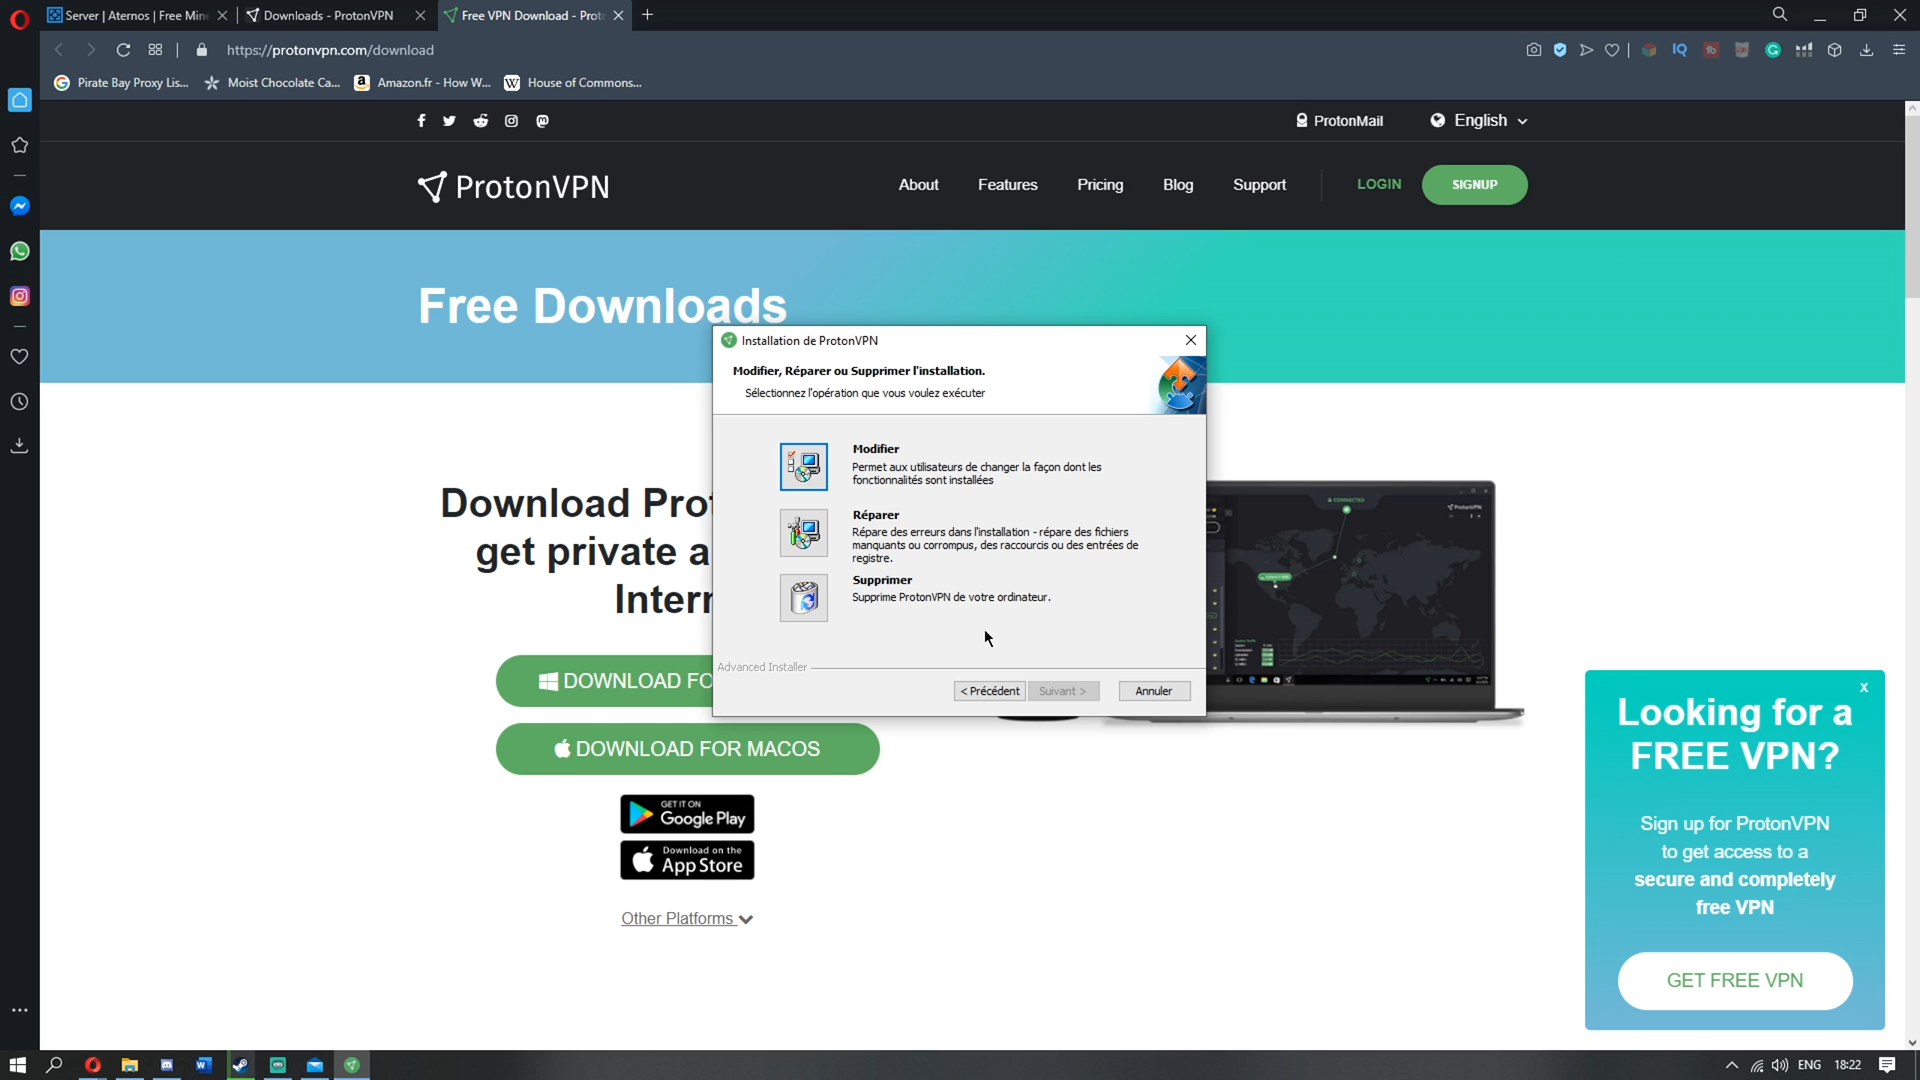 Server | Aternos | Free Mine
Downloads - ProtonVPN
Free VPN Download - Prot
https://protonvpn.com/download
Pirate Bay Proxy Lis...
Moist Chocolate Ca...
Amazon.fr - How W...
House of Commons...
ProtonMail
English
ProtonVPN
About
Features
Pricing
Blog
Support
LOGIN
SIGNUP
Free Downloads
Installation de ProtonVPN
Modifier, Réparer ou Supprimer l'installation.
Sélectionnez l'opération que vous voulez exécuter
Modifier
Permet aux utilisateurs de changer la façon dont les
fonctionnalités sont installées
Réparer
Répare des erreurs dans l'installation - répare des fichiers
manquants ou corrompus, des raccourcis ou des entrées de
registre.
Supprimer
Supprime ProtonVPN de votre ordinateur.
Advanced Installer
< Précédent
Suivant >
Annuler
Download Pro
get private a
Inter
DOWNLOAD FO
DOWNLOAD FOR MACOS
GET IT ON
Google Play
Download on the
App Store
Other Platforms
CONNECTED
ProtonVPN
x
Looking for a
FREE VPN?
Sign up for ProtonVPN
to get access to a
secure and completely
free VPN
GET FREE VPN
ENG
18:22